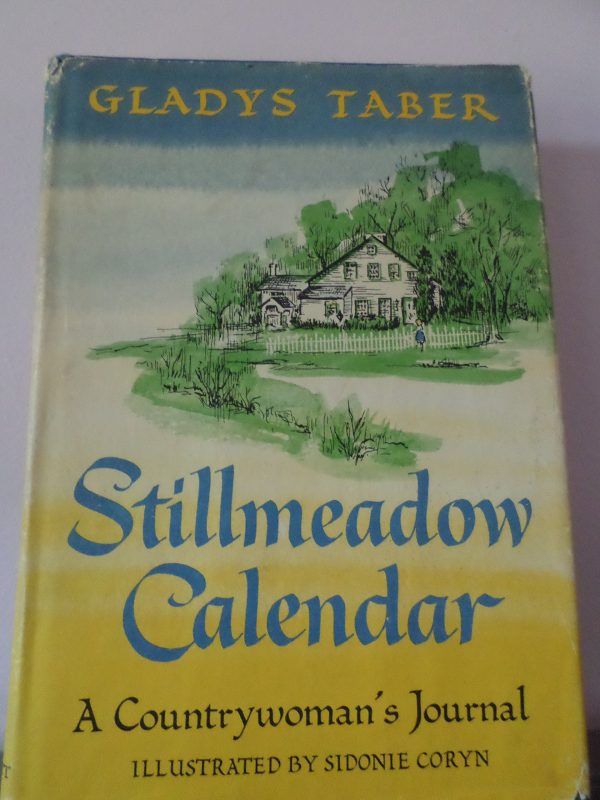 GLADYS TABER
Stillmeadow
Calendar
A Countrywoman's Journal
ILLUSTRATED BY SIDONIE CORYN
T